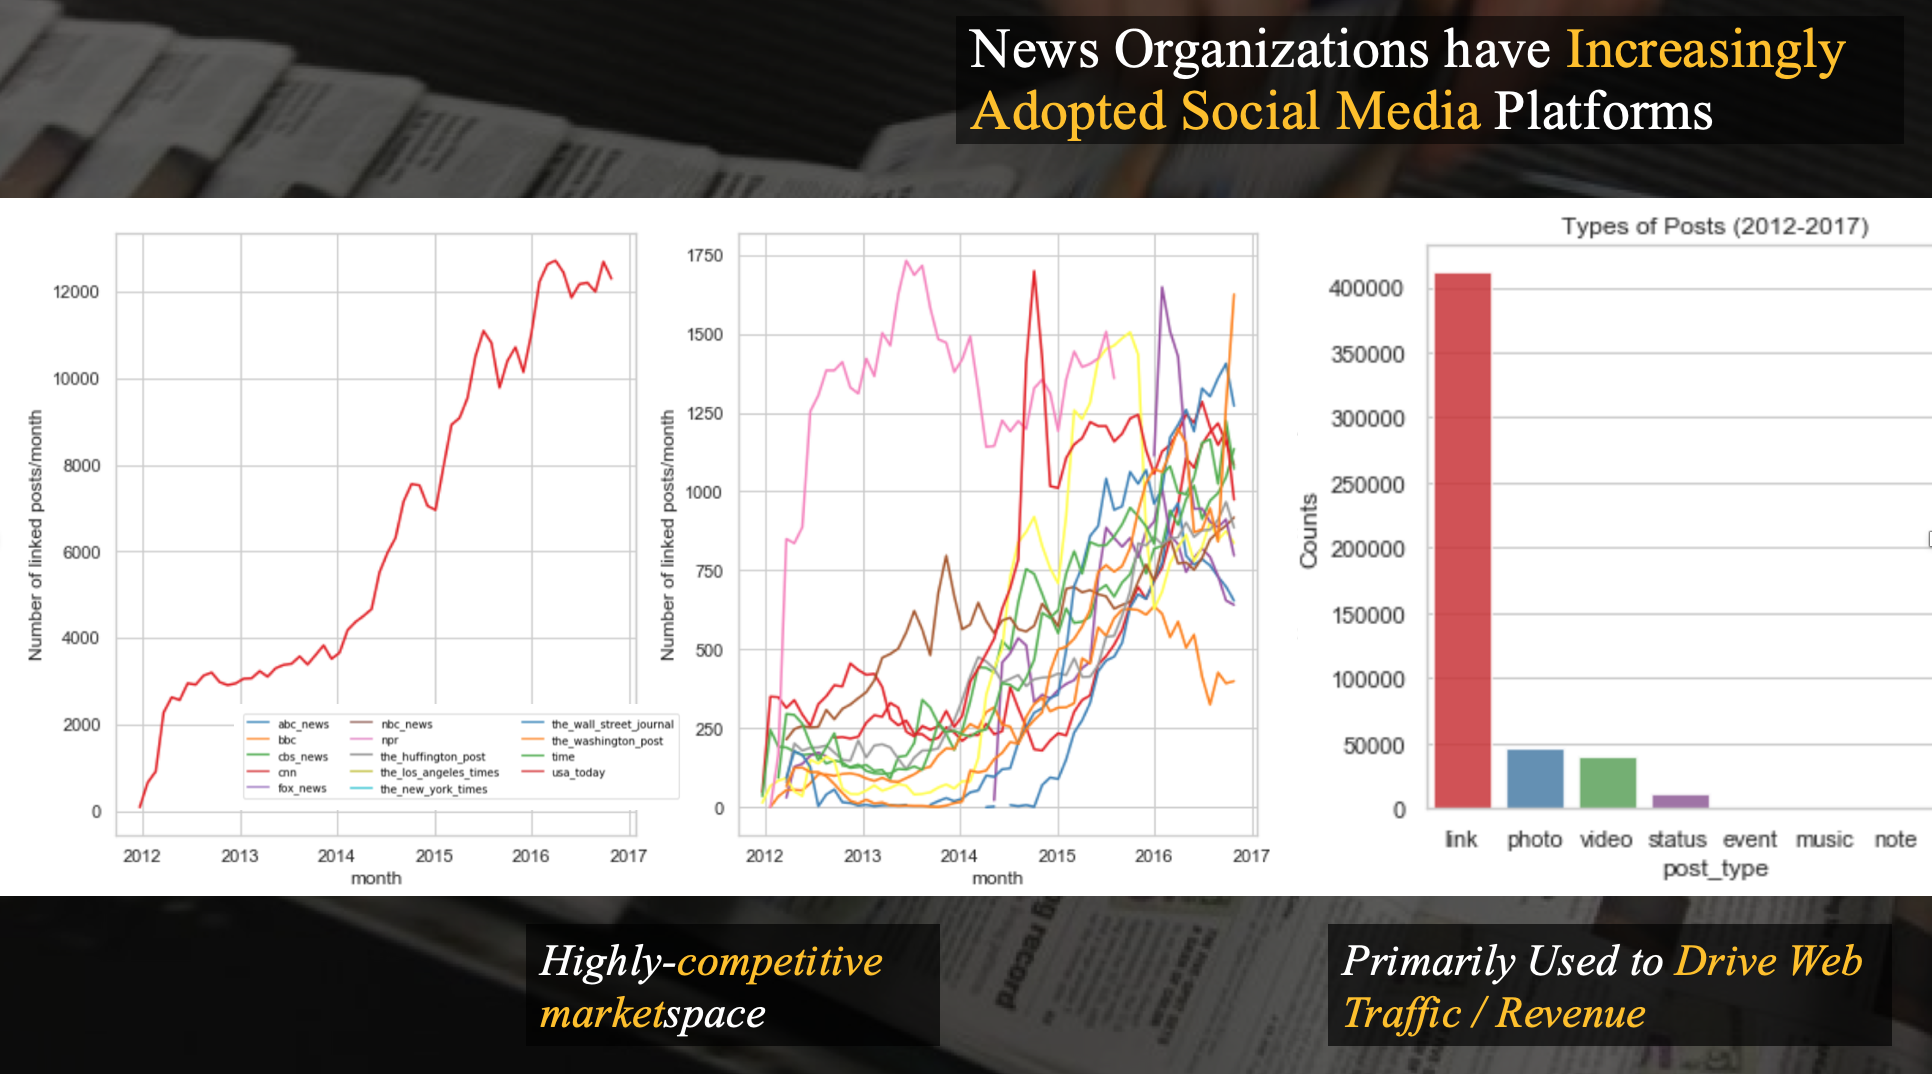 News Organizations have Increasingly
Adopted Social Media Platforms
Number of linked posts/month
12000
10000
8000
6000
4000
2000
0
2012 2013 2014 2015 2016 2017
month
abc_news
bbc
cbs_news
cnn
fox_news
nbc_news
npr
the_huffington_post
the_los_angeles_times
the_new_york_times
the_wall_street_journal
the_washington_post
time
usa_today
Number of linked posts/month
1750
1500
1250
1000
750
500
250
0
2012 2013 2014 2015 2016 2017
month
Types of Posts (2012-2017)
Counts
400000
350000
300000
250000
200000
150000
100000
50000
0
link photo video status event music note
post_type
Highly-competitive
marketspace
Primarily Used to Drive Web
Traffic / Revenue